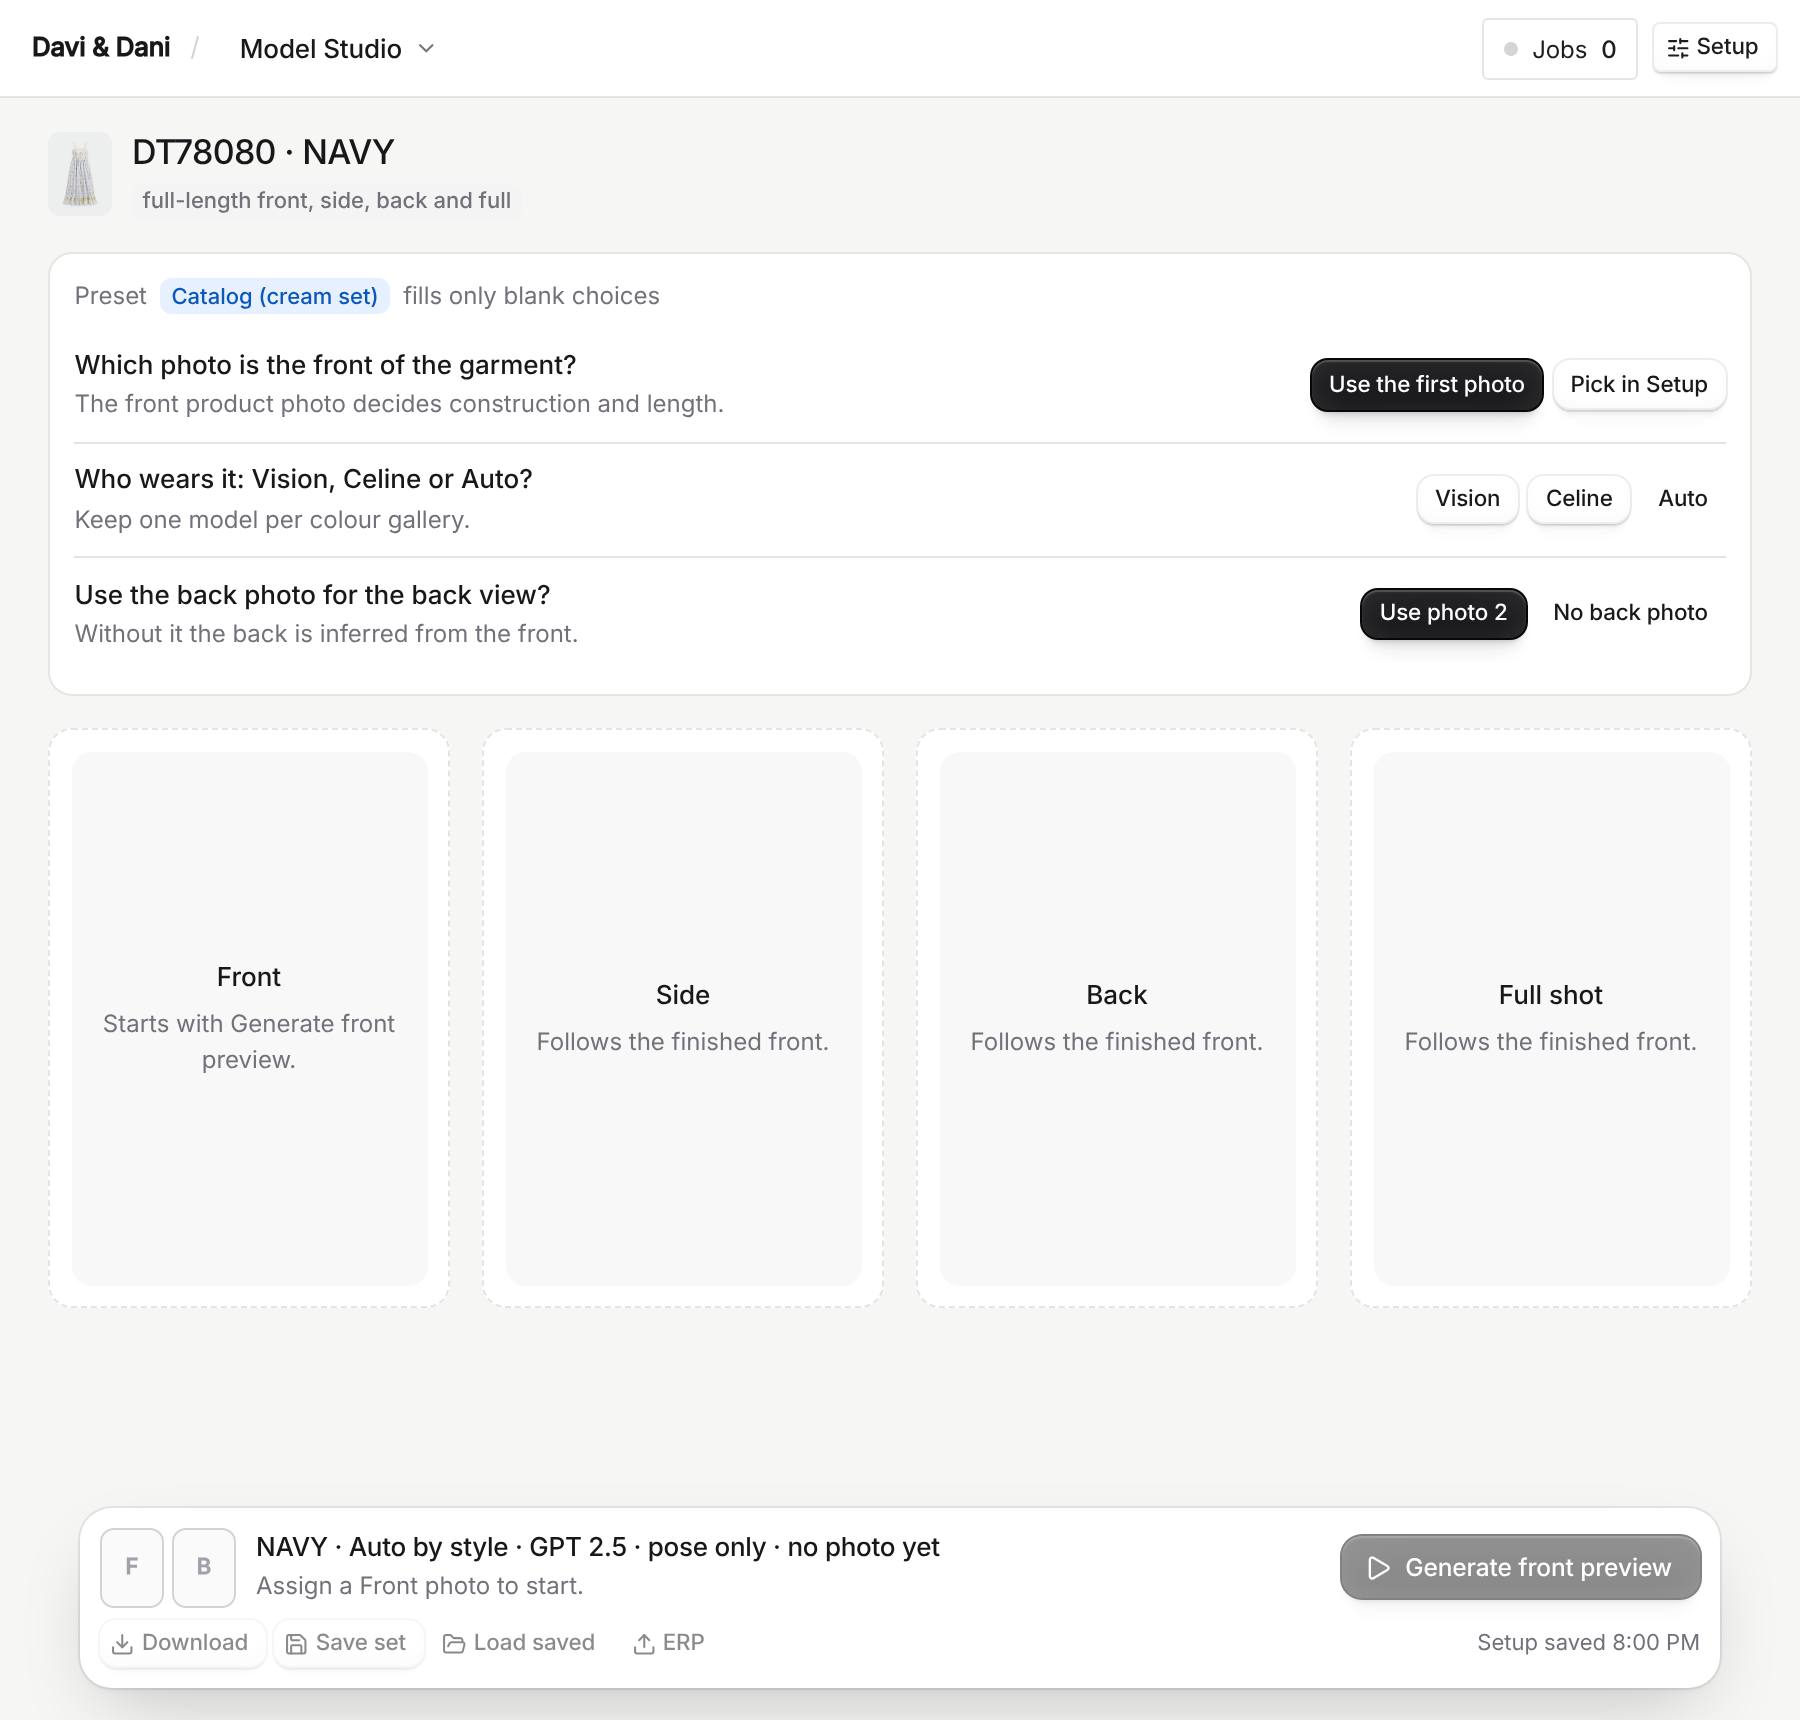 Davi & Dani / Model Studio
Jobs 0
Setup
DT78080 · NAVY
full-length front, side, back and full
Preset Catalog (cream set) fills only blank choices
Which photo is the front of the garment?
The front product photo decides construction and length.
Use the first photo
Pick in Setup
Who wears it: Vision, Celine or Auto?
Keep one model per colour gallery.
Vision
Celine
Auto
Use the back photo for the back view?
Without it the back is inferred from the front.
Use photo 2
No back photo
Front
Starts with Generate front
preview.
Side
Follows the finished front.
Back
Follows the finished front.
Full shot
Follows the finished front.
F
B
NAVY · Auto by style · GPT 2.5 · pose only · no photo yet
Assign a Front photo to start.
Generate front preview
Download
Save set
Load saved
ERP
Setup saved 8:00 PM